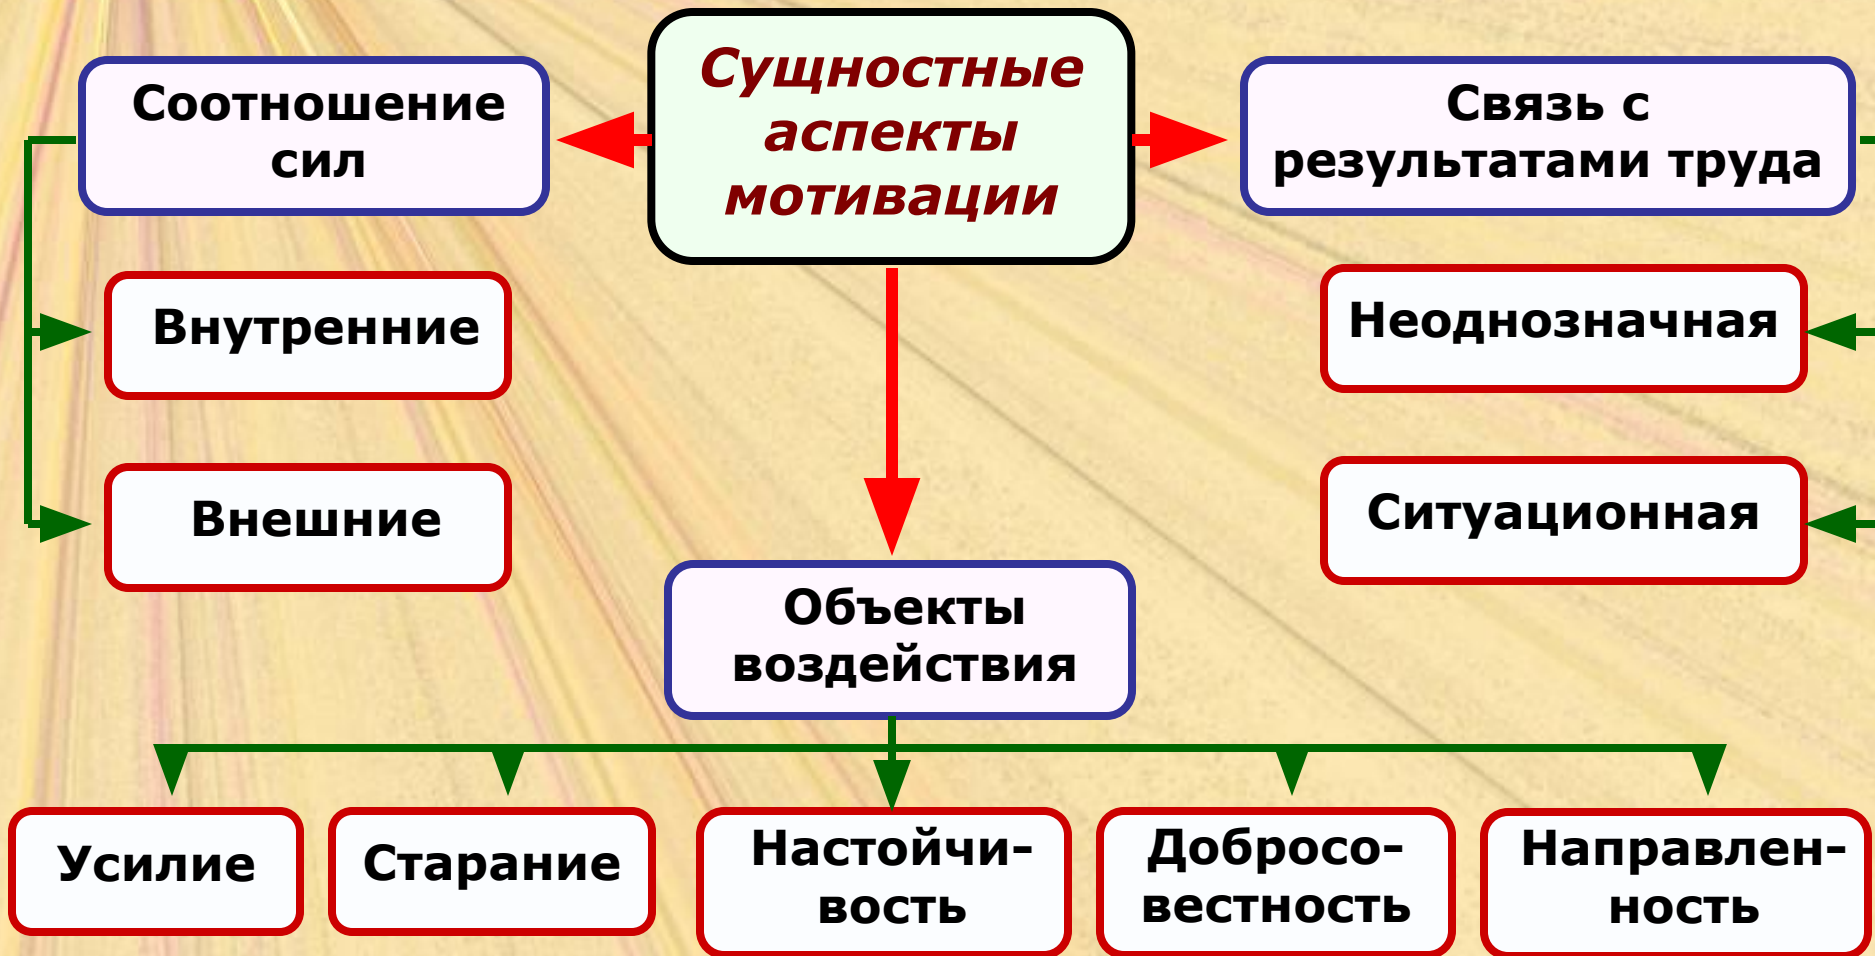 Сущностные
аспекты
мотивации
Соотношение
сил
Связь с
результатами труда
Внутренние
Неоднозначная
Внешние
Ситуационная
Объекты
воздействия
Усилие
Старание
Настойчи-
вость
Добросо-
вестность
Направлен-
ность